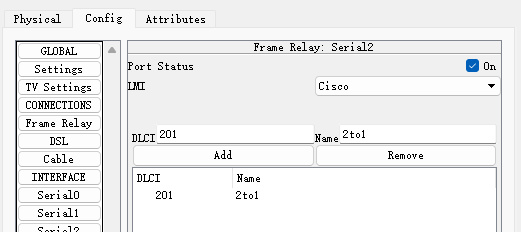 Physical Config Attributes
GLOBAL
Settings
TV Settings
CONNECTIONS
Frame Relay
DSL
Cable
INTERFACE
Serial0
Serial1
Serial2
Frame Relay: Serial2
Port Status On
LMI Cisco
DLCI 201 Name 2to1
Add Remove
DLCI Name
201 2to1